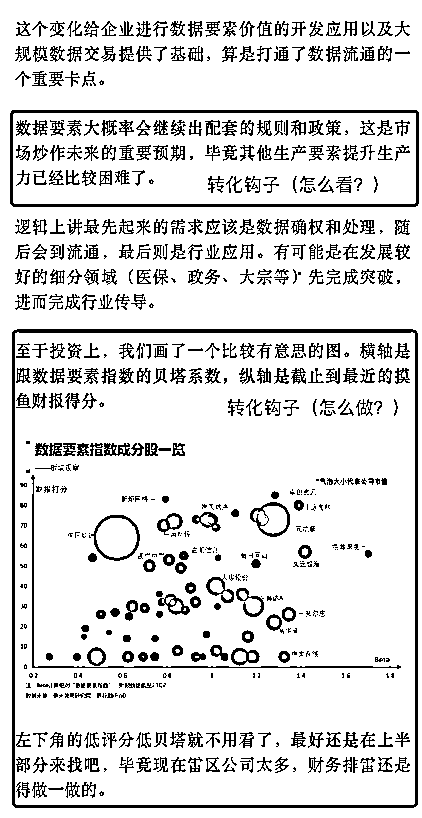 这个变化给企业进行数据要素价值的开发应用以及大
规模数据交易提供了基础，算是打通了数据流通的一
个重要卡点。
数据要素大概率会继续出配套的规则和政策，这是市
场炒作未来的重要预期，毕竟其他生产要素提升生产
力已经比较困难了。
转化钩子（怎么看？）
逻辑上讲最先起来的需求应该是数据确权和处理，随
后会到流通，最后则是行业应用。有可能是在发展较
好的细分领域（医保、政务、大宗等）先完成突破，
进而完成行业传导。
至于投资上，我们画了一个比较有意思的图。横轴是
跟数据要素指数的贝塔系数，纵轴是截止到最近的摸
鱼财报得分。
转化钩子（怎么做？）
数据要素指数成分股一览
*气泡大小代表公司市值
90
80
70
60
50
40
30
20
10
0
0.2
0.4
0.6
0.8
1.0
1.2
1.4
1.6
1.8
Beta
左下角的低评分低贝塔就不用看了，最好还是在上半
部分来找吧，毕竟现在雷区公司太多，财务排雷还是
得做一做的。